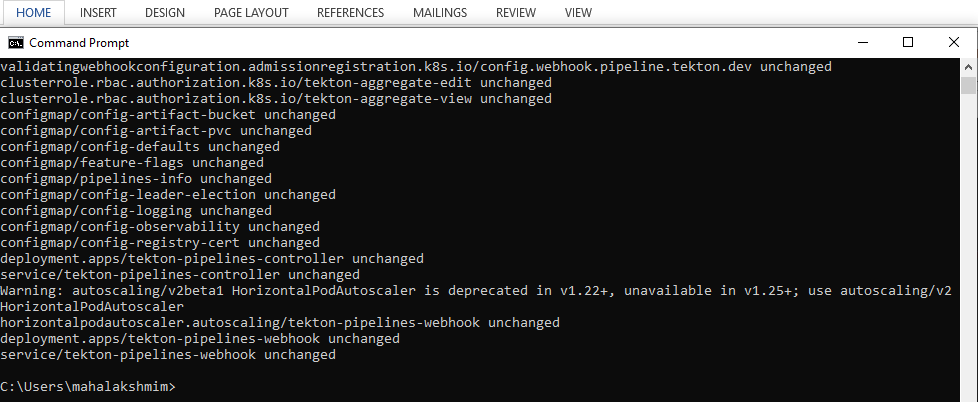 HOME INSERT DESIGN PAGE LAYOUT REFERENCES MAILINGS REVIEW VIEW
Command Prompt
validatingwebhookconfiguration.admissionregistration.k8s.io/config.webhook.pipeline.tekton.dev unchanged
clusterrole.rbac.authorization.k8s.io/tekton-aggregate-edit unchanged
clusterrole.rbac.authorization.k8s.io/tekton-aggregate-view unchanged
configmap/config-artifact-bucket unchanged
configmap/config-artifact-pvc unchanged
configmap/config-defaults unchanged
configmap/feature-flags unchanged
configmap/pipelines-info unchanged
configmap/config-leader-election unchanged
configmap/config-logging unchanged
configmap/config-observability unchanged
configmap/config-registry-cert unchanged
deployment.apps/tekton-pipelines-controller unchanged
service/tekton-pipelines-controller unchanged
Warning: autoscaling/v2beta1 HorizontalPodAutoscaler is deprecated in v1.22+, unavailable in v1.25+; use autoscaling/v2
HorizontalPodAutoscaler
horizontalpodautoscaler.autoscaling/tekton-pipelines-webhook unchanged
deployment.apps/tekton-pipelines-webhook unchanged
service/tekton-pipelines-webhook unchanged
C:\Users\mahalakshmim>